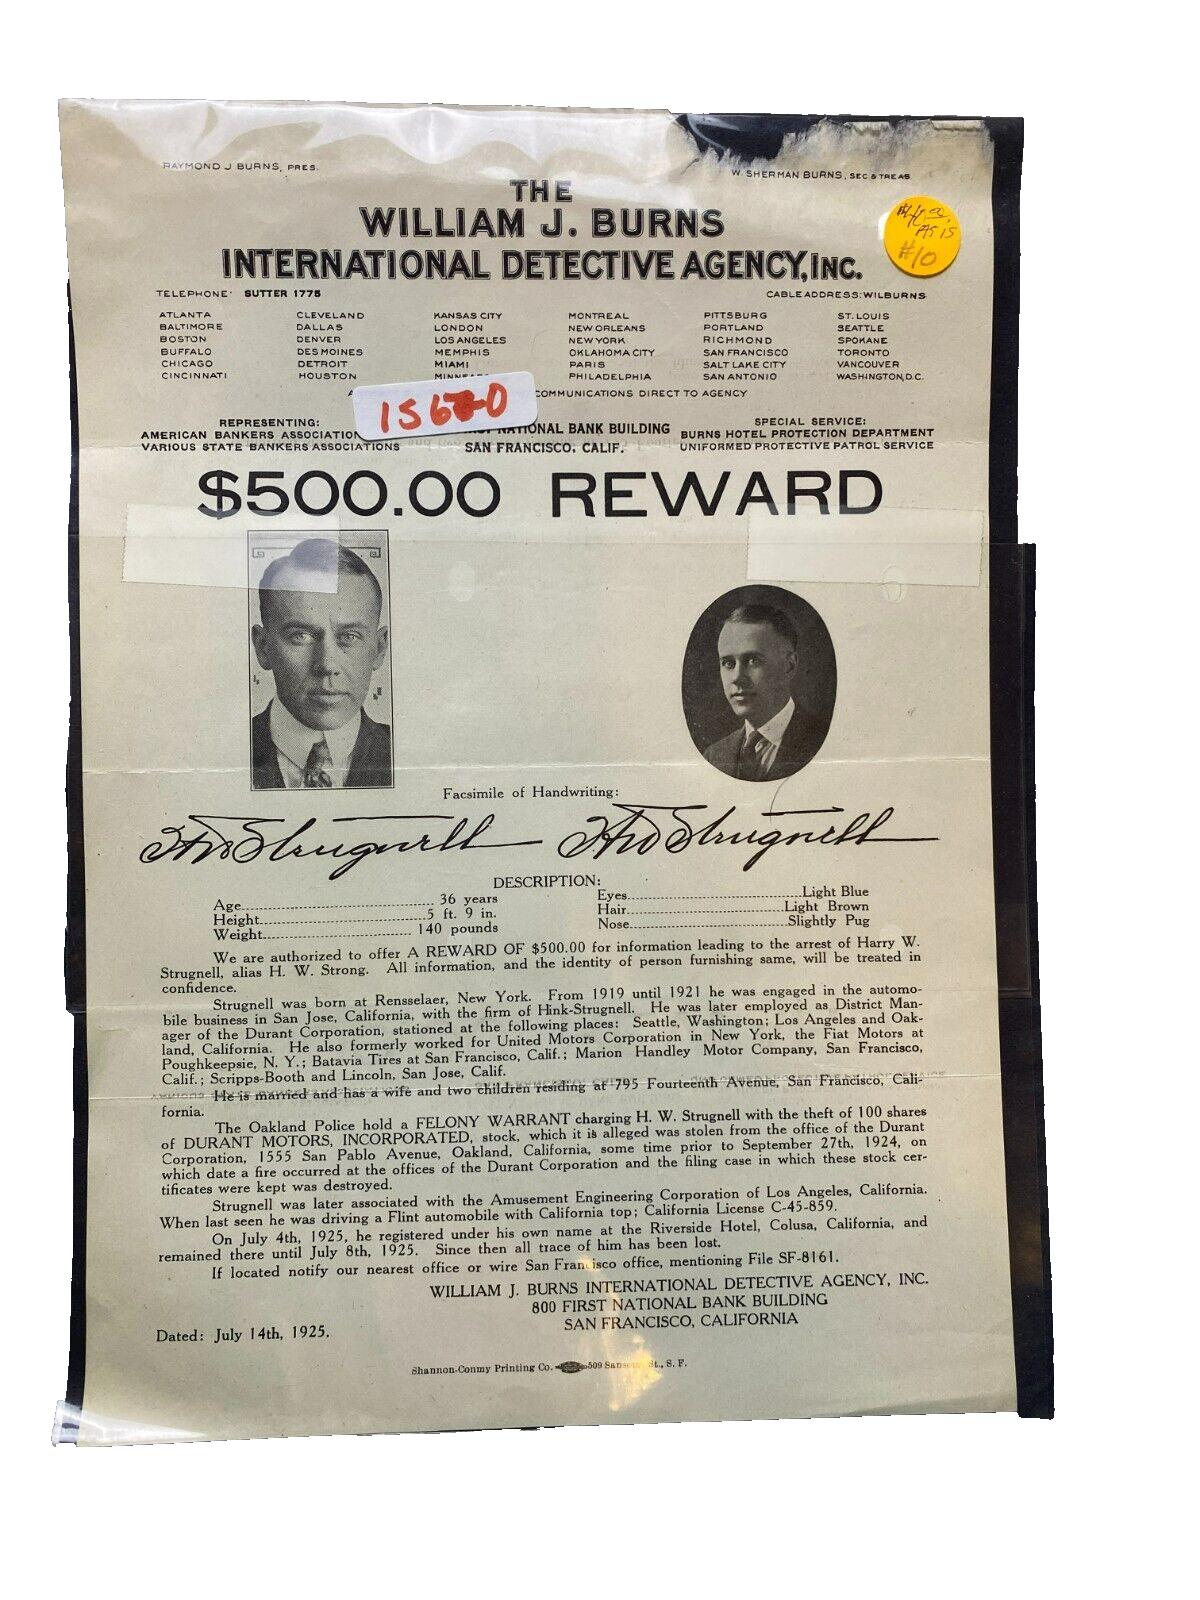 RAYMOND J BURNS, PRES.
W. SHERMAN BURNS, SEC & TREAS.
THE
WILLIAM J. BURNS
INTERNATIONAL DETECTIVE AGENCY, INC.
$40.00
AS IS
#10
TELEPHONE: SUTTER 1775
CABLE ADDRESS: WILBURNS
ATLANTA CLEVELAND KANSAS CITY MONTREAL PITTSBURG ST. LOUIS
BALTIMORE DALLAS LONDON NEW ORLEANS PORTLAND SEATTLE
BOSTON DENVER LOS ANGELES NEW YORK RICHMOND SPOKANE
BUFFALO DES MOINES MEMPHIS OKLAHOMA CITY SAN FRANCISCO TORONTO
CHICAGO DETROIT MIAMI PARIS SALT LAKE CITY VANCOUVER
CINCINNATI HOUSTON PHILADELPHIA SAN ANTONIO WASHINGTON, D.C.
COMMUNICATIONS DIRECT TO AGENCY
REPRESENTING:
AMERICAN BANKERS ASSOCIATION
VARIOUS STATE BANKERS ASSOCIATIONS
NATIONAL BANK BUILDING
SAN FRANCISCO, CALIF.
SPECIAL SERVICE:
BURNS HOTEL PROTECTION DEPARTMENT
UNIFORMED PROTECTIVE PATROL SERVICE
$500.00 REWARD
Facsimile of Handwriting:
HW Strugnell HW Strugnell
DESCRIPTION:
Age 36 years
Height 5 ft. 9 in.
Weight 140 pounds
Eyes Light Blue
Hair Light Brown
Nose Slightly Pug
We are authorized to offer A REWARD OF $500.00 for information leading to the arrest of Harry W.
Strugnell, alias H. W. Strong. All information, and the identity of person furnishing same, will be treated in
confidence.
Strugnell was born at Rensselaer, New York. From 1919 until 1921 he was engaged in the automo-
bile business in San Jose, California, with the firm of Hink-Strugnell. He was later employed as District Man-
ager of the Durant Corporation, stationed at the following places: Seattle, Washington; Los Angeles and Oak-
land, California. He also formerly worked for United Motors Corporation in New York, the Fiat Motors at
Poughkeepsie, N. Y.; Batavia Tires at San Francisco, Calif.; Marion Handley Motor Company, San Francisco,
Calif.; Scripps-Booth and Lincoln, San Jose, Calif.
He is married and has a wife and two children residing at 795 Fourteenth Avenue, San Francisco, Cali-
fornia.
The Oakland Police hold a FELONY WARRANT charging H. W. Strugnell with the theft of 100 shares
of DURANT MOTORS, INCORPORATED, stock, which it is alleged was stolen from the office of the Durant
Corporation, 1555 San Pablo Avenue, Oakland, California, some time prior to September 27th, 1924, on
which date a fire occurred at the offices of the Durant Corporation and the filing case in which these stock cer-
tificates were kept was destroyed.
Strugnell was later associated with the Amusement Engineering Corporation of Los Angeles, California.
When last seen he was driving a Flint automobile with California top; California License C-45-859.
On July 4th, 1925, he registered under his own name at the Riverside Hotel, Colusa, California, and
remained there until July 8th, 1925. Since then all trace of him has been lost.
If located notify our nearest office or wire San Francisco office, mentioning File SF-8161.
WILLIAM J. BURNS INTERNATIONAL DETECTIVE AGENCY, INC.
800 FIRST NATIONAL BANK BUILDING
SAN FRANCISCO, CALIFORNIA
Dated: July 14th, 1925.
Shannon-Conmy Printing Co. 509 Sansome St., S. F.